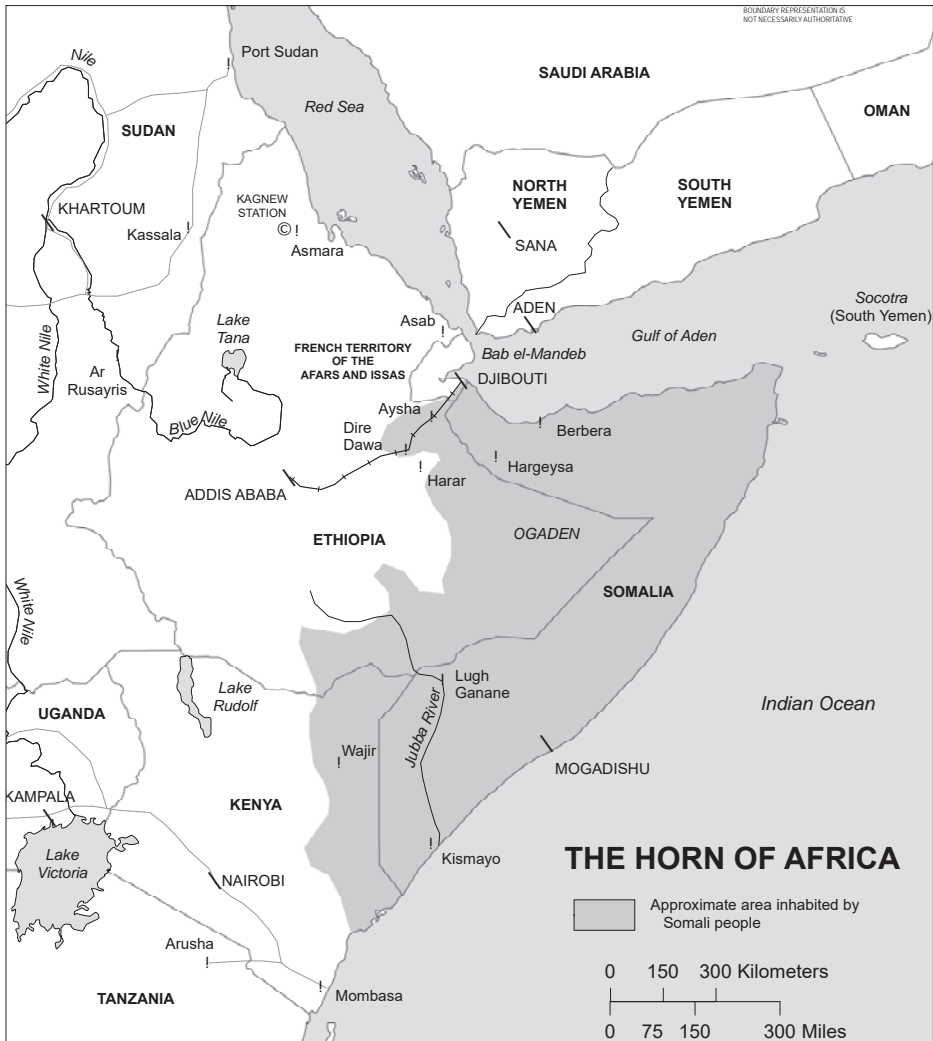 BOUNDARY REPRESENTATION IS
NOT NECESSARILY AUTHORITATIVE
Nile
Port Sudan
SAUDI ARABIA
Red Sea
OMAN
SUDAN
KAGNEW
STATION
NORTH
YEMEN
SOUTH
YEMEN
KHARTOUM
Kassala
©
Asmara
SANA
Socotra
(South Yemen)
ADEN
Lake
Tana
Asab
Gulf of Aden
White Nile
FRENCH TERRITORY
OF THE
AFARS AND ISSAS
Bab el-Mandeb
DJIBOUTI
Ar
Rusayris
Aysha
Blue Nile
Dire
Dawa
Berbera
Hargeysa
Harar
ADDIS ABABA
ETHIOPIA
OGADEN
SOMALIA
White Nile
Lake
Rudolf
Lugh
Ganane
Indian Ocean
UGANDA
Jubba River
Wajir
MOGADISHU
KAMPALA
KENYA
Lake
Victoria
Kismayo
THE HORN OF AFRICA
NAIROBI
Approximate area inhabited by
Somali people
Arusha
0 150 300 Kilometers
Mombasa
TANZANIA
0 75 150 300 Miles